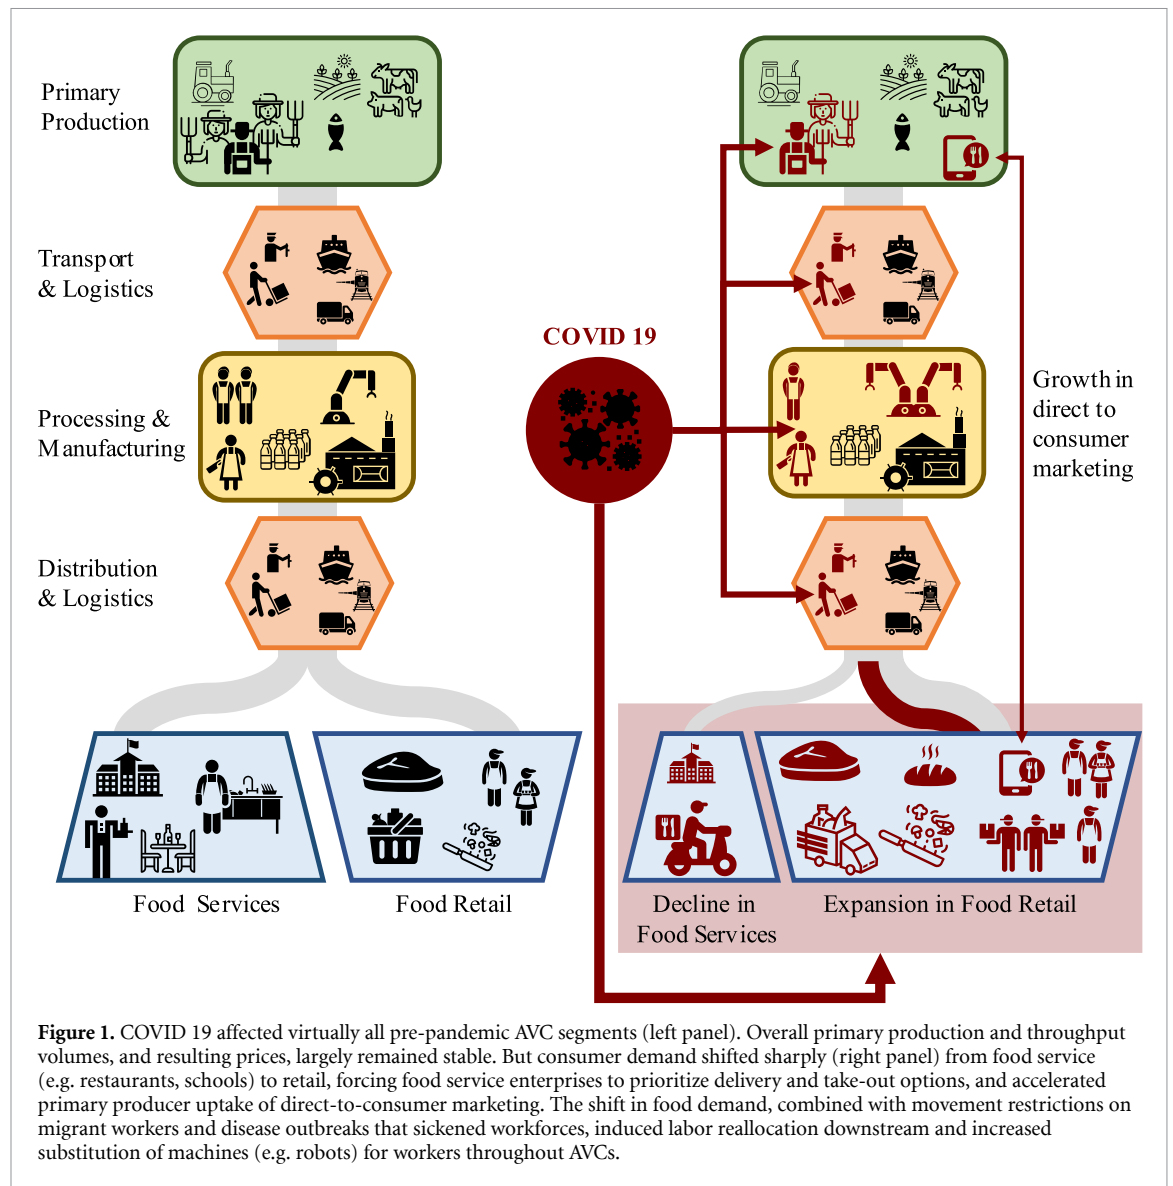 Primary
Production
Transport
& Logistics
Processing &
Manufacturing
Distribution
& Logistics
Food Services
Food Retail
COVID 19
Growth in
direct to
consumer
marketing
Decline in
Food Services
Expansion in Food Retail
Figure 1. COVID 19 affected virtually all pre-pandemic AVC segments (left panel). Overall primary production and throughput
volumes, and resulting prices, largely remained stable. But consumer demand shifted sharply (right panel) from food service
(e.g. restaurants, schools) to retail, forcing food service enterprises to prioritize delivery and take-out options, and accelerated
primary producer uptake of direct-to-consumer marketing. The shift in food demand, combined with movement restrictions on
migrant workers and disease outbreaks that sickened workforces, induced labor reallocation downstream and increased
substitution of machines (e.g. robots) for workers throughout AVCs.